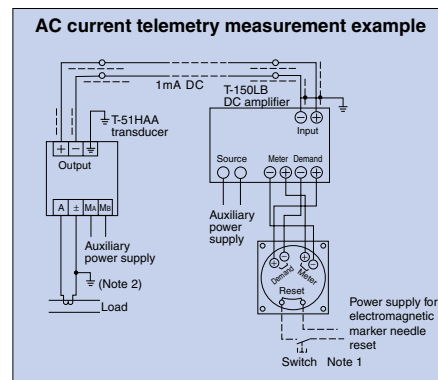 AC current telemetry measurement example
1mA DC
T-150LB
DC amplifier
T-51HAA
transducer
− +
Input
+ −
Output
Source Meter Demand
− + − +
A ± MA MB
Auxiliary
power supply
Auxiliary
power supply
(Note 2)
Load
+ − + −
Demand Meter
Reset
Power supply for
electromagnetic
marker needle
reset
Switch Note 1